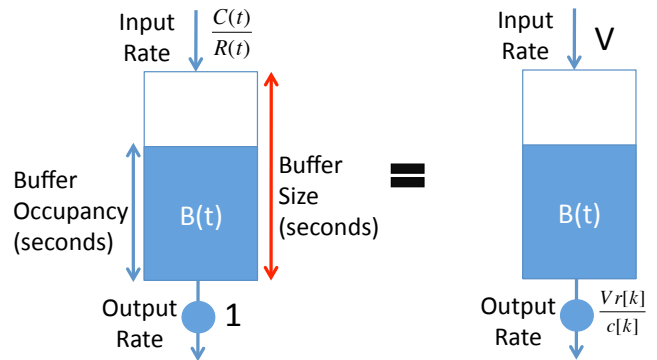 Input
Rate
C(t)
R(t)
Buffer
Occupancy
(seconds)
B(t)
Buffer
Size
(seconds)
Output
Rate
1
=
Input
Rate
V
B(t)
Output
Rate
Vr[k]
c[k]